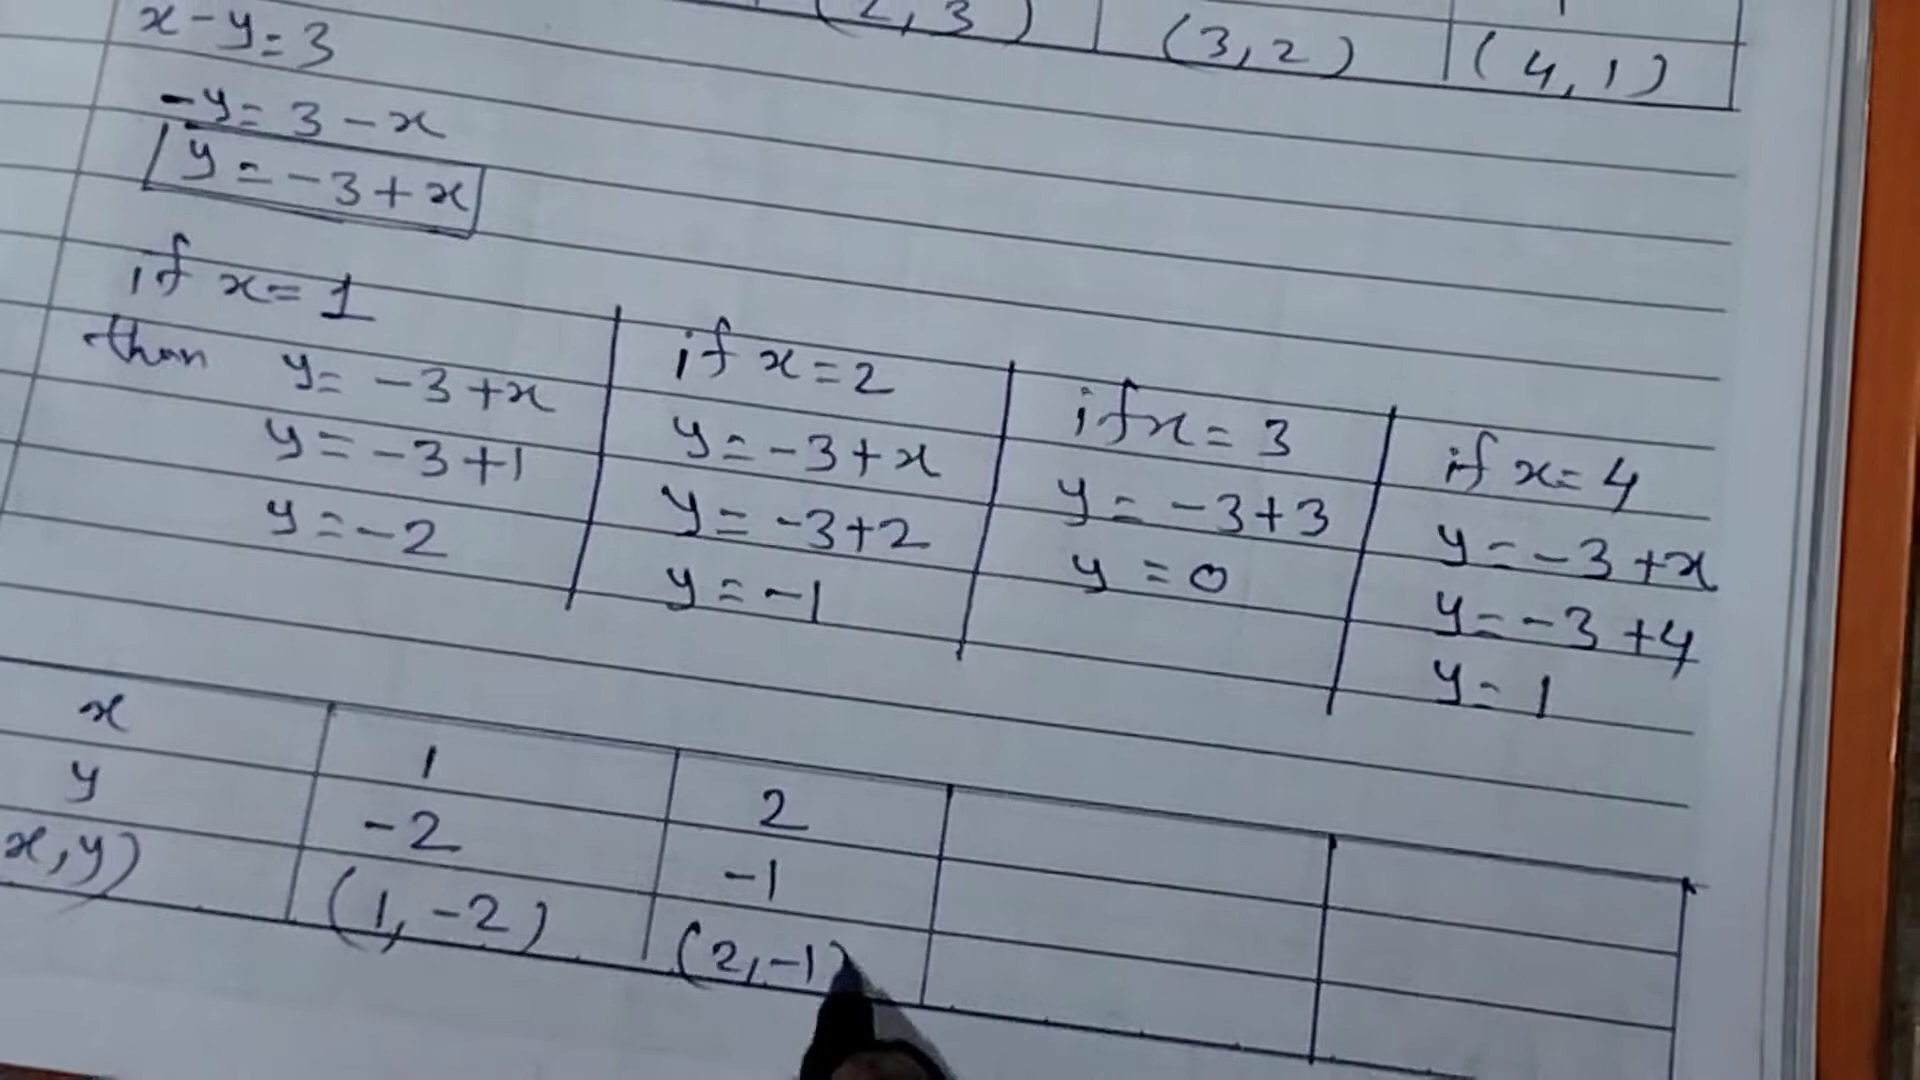 (2, 3) (3, 2) (4, 1)
x-y=3
-y=3-x
y=-3+x
if x=1
than y=-3+x
y=-3+1
y=-2
if x=2
y=-3+x
y=-3+2
y=-1
if x=3
y=-3+3
y=0
if x=4
y=-3+x
y=-3+4
y=1
x 1 2
y -2 -1
x,y) (1,-2) (2,-1)